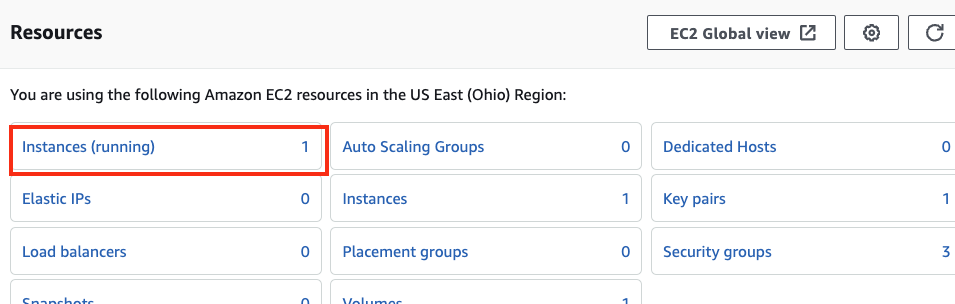 Resources
EC2 Global view
You are using the following Amazon EC2 resources in the US East (Ohio) Region:
Instances (running) 1
Auto Scaling Groups 0
Dedicated Hosts 0
Elastic IPs 0
Instances 1
Key pairs 1
Load balancers 0
Placement groups 0
Security groups 3
Snapshots 0
Volumes 1